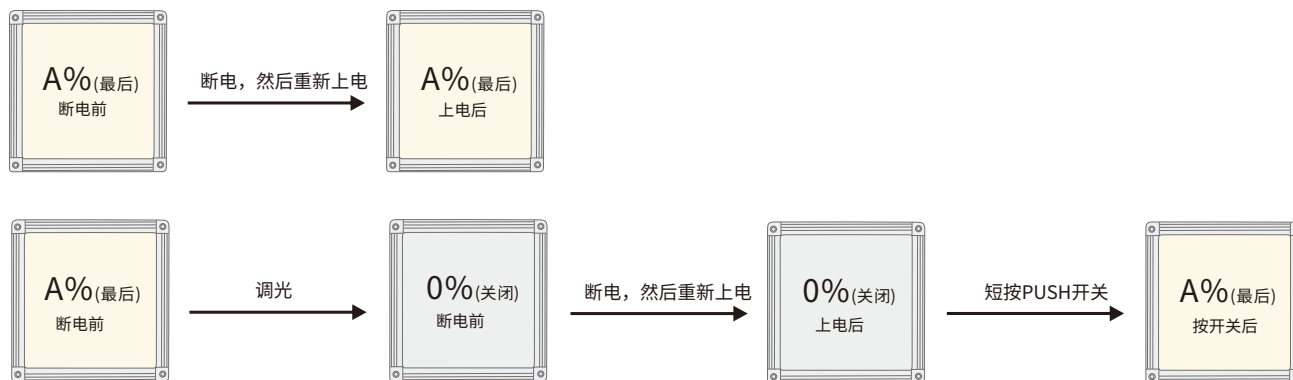 A%(最后)
断电前
断电，然后重新上电
A%(最后)
上电后
A%(最后)
断电前
调光
0%(关闭)
断电前
断电，然后重新上电
0%(关闭)
上电后
短按PUSH开关
A%(最后)
按开关后